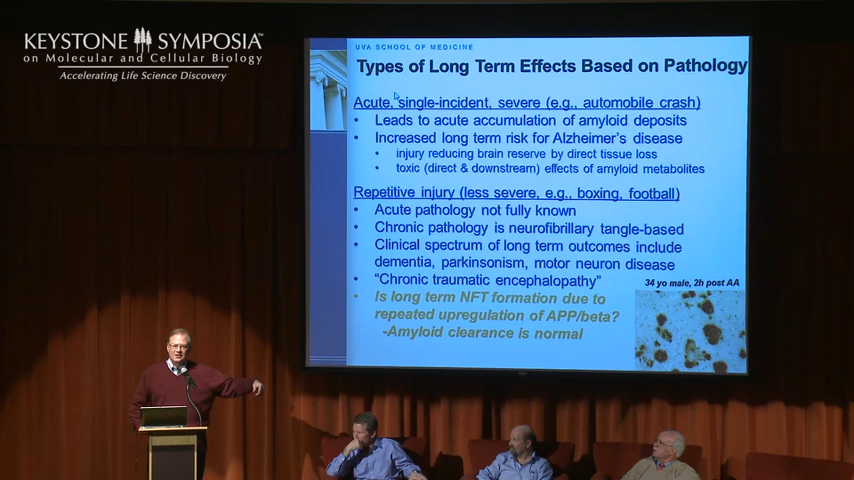 KEYSTONE SYMPOSIA™
on Molecular and Cellular Biology
Accelerating Life Science Discovery
UVA SCHOOL OF MEDICINE
Types of Long Term Effects Based on Pathology
Acute, single-incident, severe (e.g., automobile crash)
• Leads to acute accumulation of amyloid deposits
• Increased long term risk for Alzheimer's disease
• injury reducing brain reserve by direct tissue loss
• toxic (direct & downstream) effects of amyloid metabolites
Repetitive injury (less severe, e.g., boxing, football)
• Acute pathology not fully known
• Chronic pathology is neurofibrillary tangle-based
• Clinical spectrum of long term outcomes include
dementia, parkinsonism, motor neuron disease
• “Chronic traumatic encephalopathy”
• Is long term NFT formation due to
repeated upregulation of APP/beta?
-Amyloid clearance is normal
34 yo male, 2h post AA